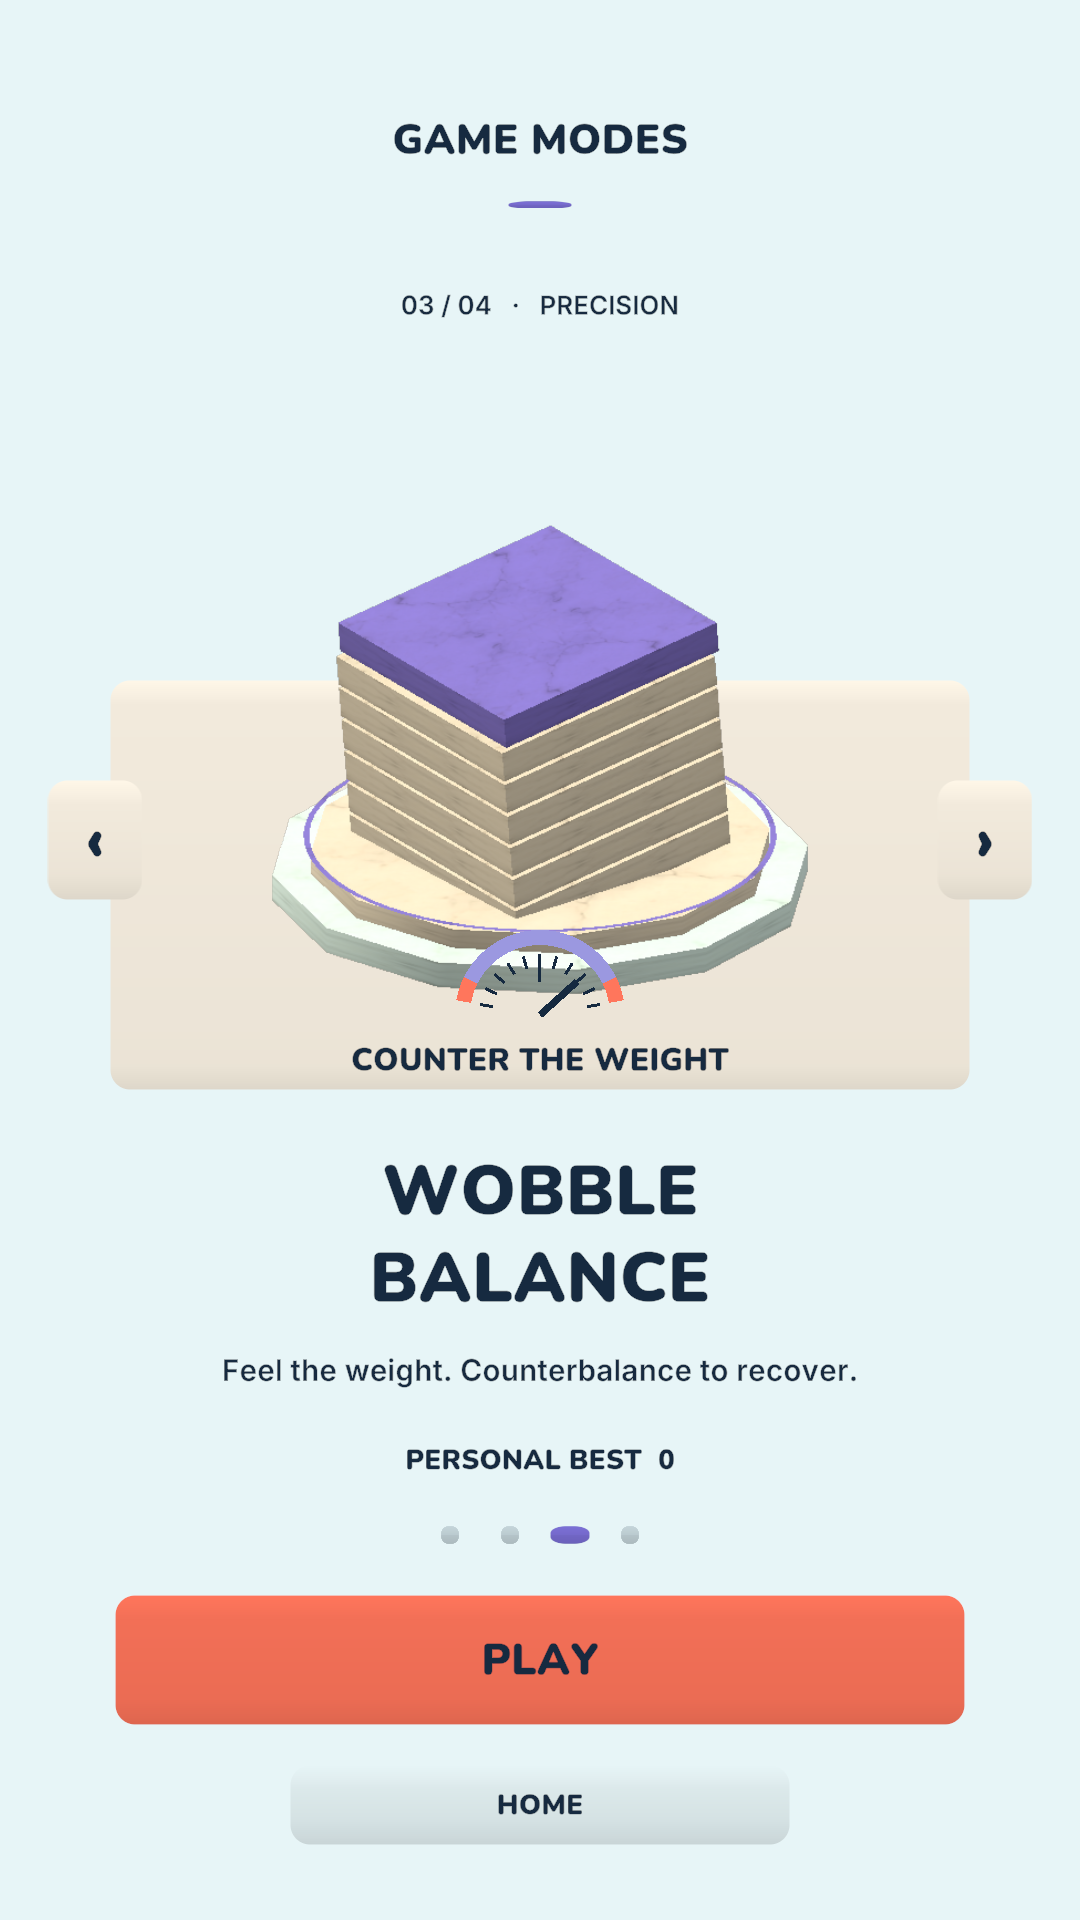 GAME MODES
03 / 04 · PRECISION
‹
›
COUNTER THE WEIGHT
WOBBLE
BALANCE
Feel the weight. Counterbalance to recover.
PERSONAL BEST 0
PLAY
HOME